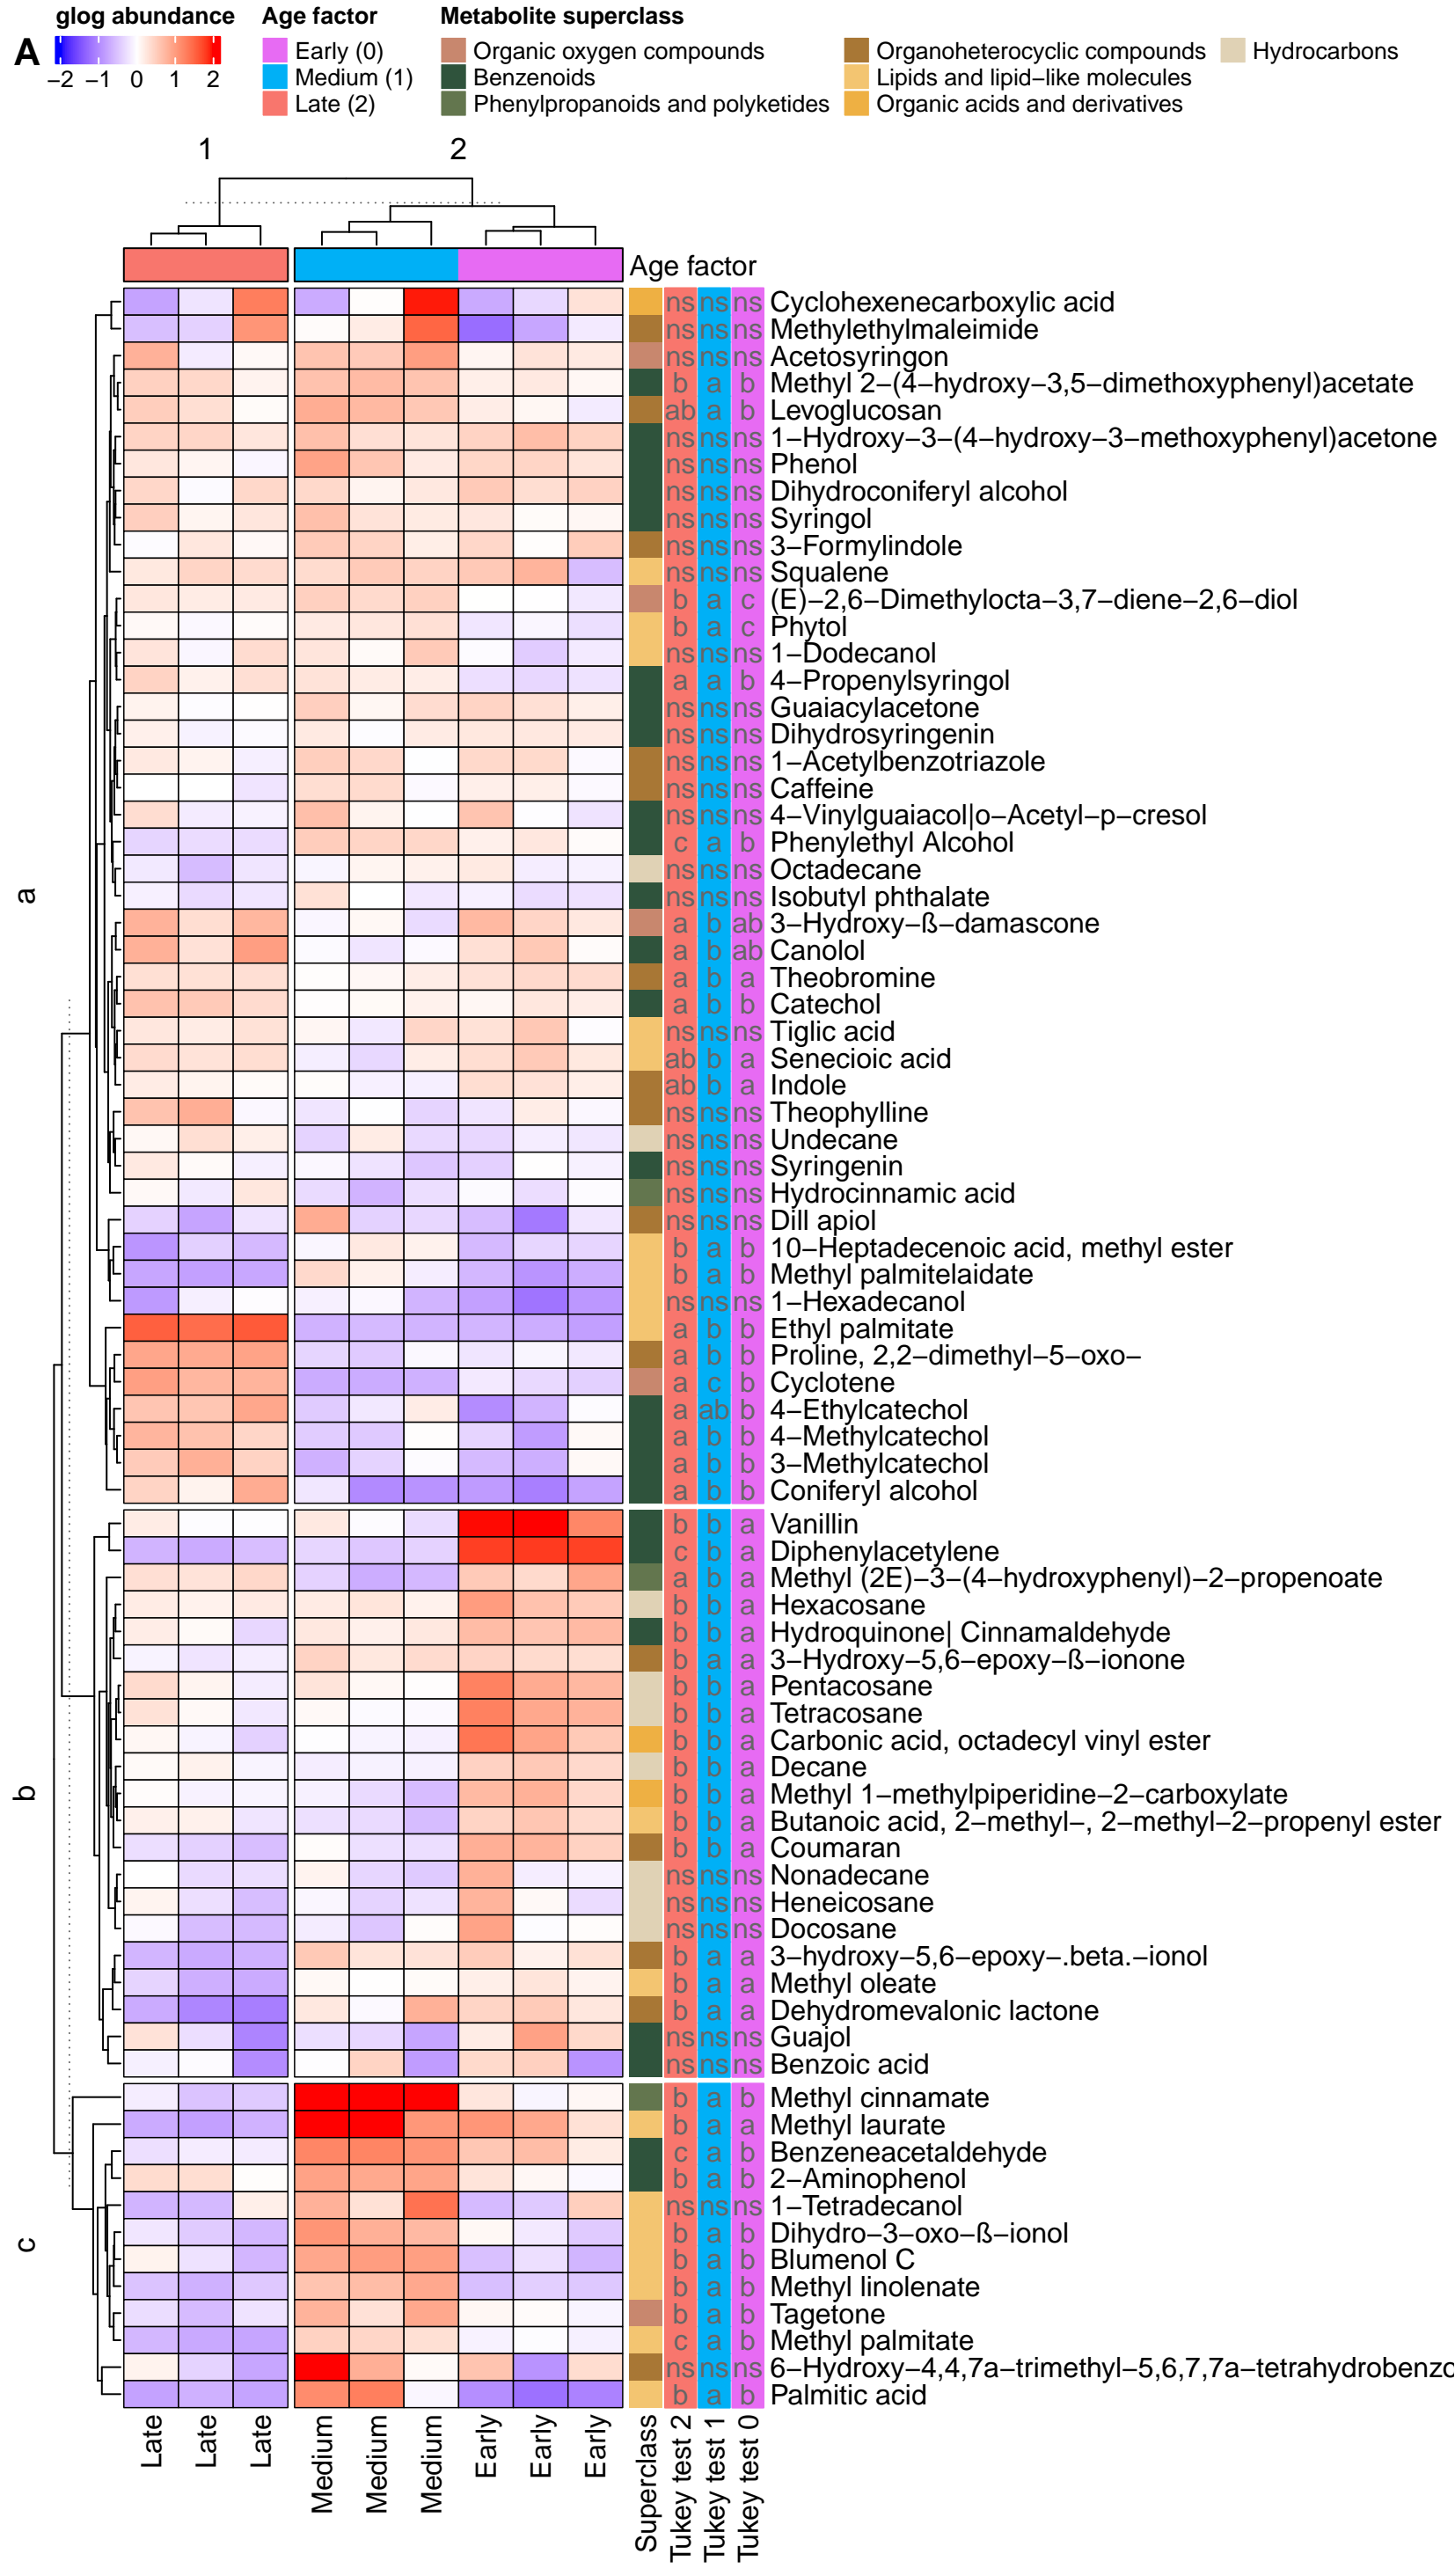 A
glog abundance
−2 −1 0 1 2
Age factor
Early (0)
Medium (1)
Late (2)
Metabolite superclass
Organic oxygen compounds
Benzenoids
Phenylpropanoids and polyketides
Organoheterocyclic compounds
Lipids and lipid−like molecules
Organic acids and derivatives
Hydrocarbons
1 2
Age factor
a
ns ns ns Cyclohexenecarboxylic acid
ns ns ns Methylethylmaleimide
ns ns ns Acetosyringon
b a b Methyl 2−(4−hydroxy−3,5−dimethoxyphenyl)acetate
ab a b Levoglucosan
ns ns ns 1−Hydroxy−3−(4−hydroxy−3−methoxyphenyl)acetone
ns ns ns Phenol
ns ns ns Dihydroconiferyl alcohol
ns ns ns Syringol
ns ns ns 3−Formylindole
ns ns ns Squalene
b a c (E)−2,6−Dimethylocta−3,7−diene−2,6−diol
b a c Phytol
ns ns ns 1−Dodecanol
a a b 4−Propenylsyringol
ns ns ns Guaiacylacetone
ns ns ns Dihydrosyringenin
ns ns ns 1−Acetylbenzotriazole
ns ns ns Caffeine
ns ns ns 4−Vinylguaiacol|o−Acetyl−p−cresol
c a b Phenylethyl Alcohol
ns ns ns Octadecane
ns ns ns Isobutyl phthalate
a b ab 3−Hydroxy−ß−damascone
a b ab Canolol
a b a Theobromine
a b b Catechol
ns ns ns Tiglic acid
ab b a Senecioic acid
ab b a Indole
ns ns ns Theophylline
ns ns ns Undecane
ns ns ns Syringenin
ns ns ns Hydrocinnamic acid
ns ns ns Dill apiol
b a b 10−Heptadecenoic acid, methyl ester
b a b Methyl palmitelaidate
ns ns ns 1−Hexadecanol
a b b Ethyl palmitate
a b b Proline, 2,2−dimethyl−5−oxo−
a c b Cyclotene
a ab b 4−Ethylcatechol
a b b 4−Methylcatechol
a b b 3−Methylcatechol
a b b Coniferyl alcohol
b
b b a Vanillin
c b a Diphenylacetylene
a b a Methyl (2E)−3−(4−hydroxyphenyl)−2−propenoate
b b a Hexacosane
b b a Hydroquinone| Cinnamaldehyde
b a a 3−Hydroxy−5,6−epoxy−ß−ionone
b b a Pentacosane
b b a Tetracosane
b b a Carbonic acid, octadecyl vinyl ester
b b a Decane
b b a Methyl 1−methylpiperidine−2−carboxylate
b b a Butanoic acid, 2−methyl−, 2−methyl−2−propenyl ester
b b a Coumaran
ns ns ns Nonadecane
ns ns ns Heneicosane
ns ns ns Docosane
b a a 3−hydroxy−5,6−epoxy−.beta.−ionol
b a a Methyl oleate
b a a Dehydromevalonic lactone
ns ns ns Guajol
ns ns ns Benzoic acid
c
b a b Methyl cinnamate
b a a Methyl laurate
c a b Benzeneacetaldehyde
b a b 2−Aminophenol
ns ns ns 1−Tetradecanol
b a b Dihydro−3−oxo−ß−ionol
b a b Blumenol C
b a b Methyl linolenate
b a b Tagetone
c a b Methyl palmitate
ns ns ns 6−Hydroxy−4,4,7a−trimethyl−5,6,7,7a−tetrahydrobenzo
b a b Palmitic acid
Late
Late
Late
Medium
Medium
Medium
Early
Early
Early
Superclass
Tukey test 2
Tukey test 1
Tukey test 0